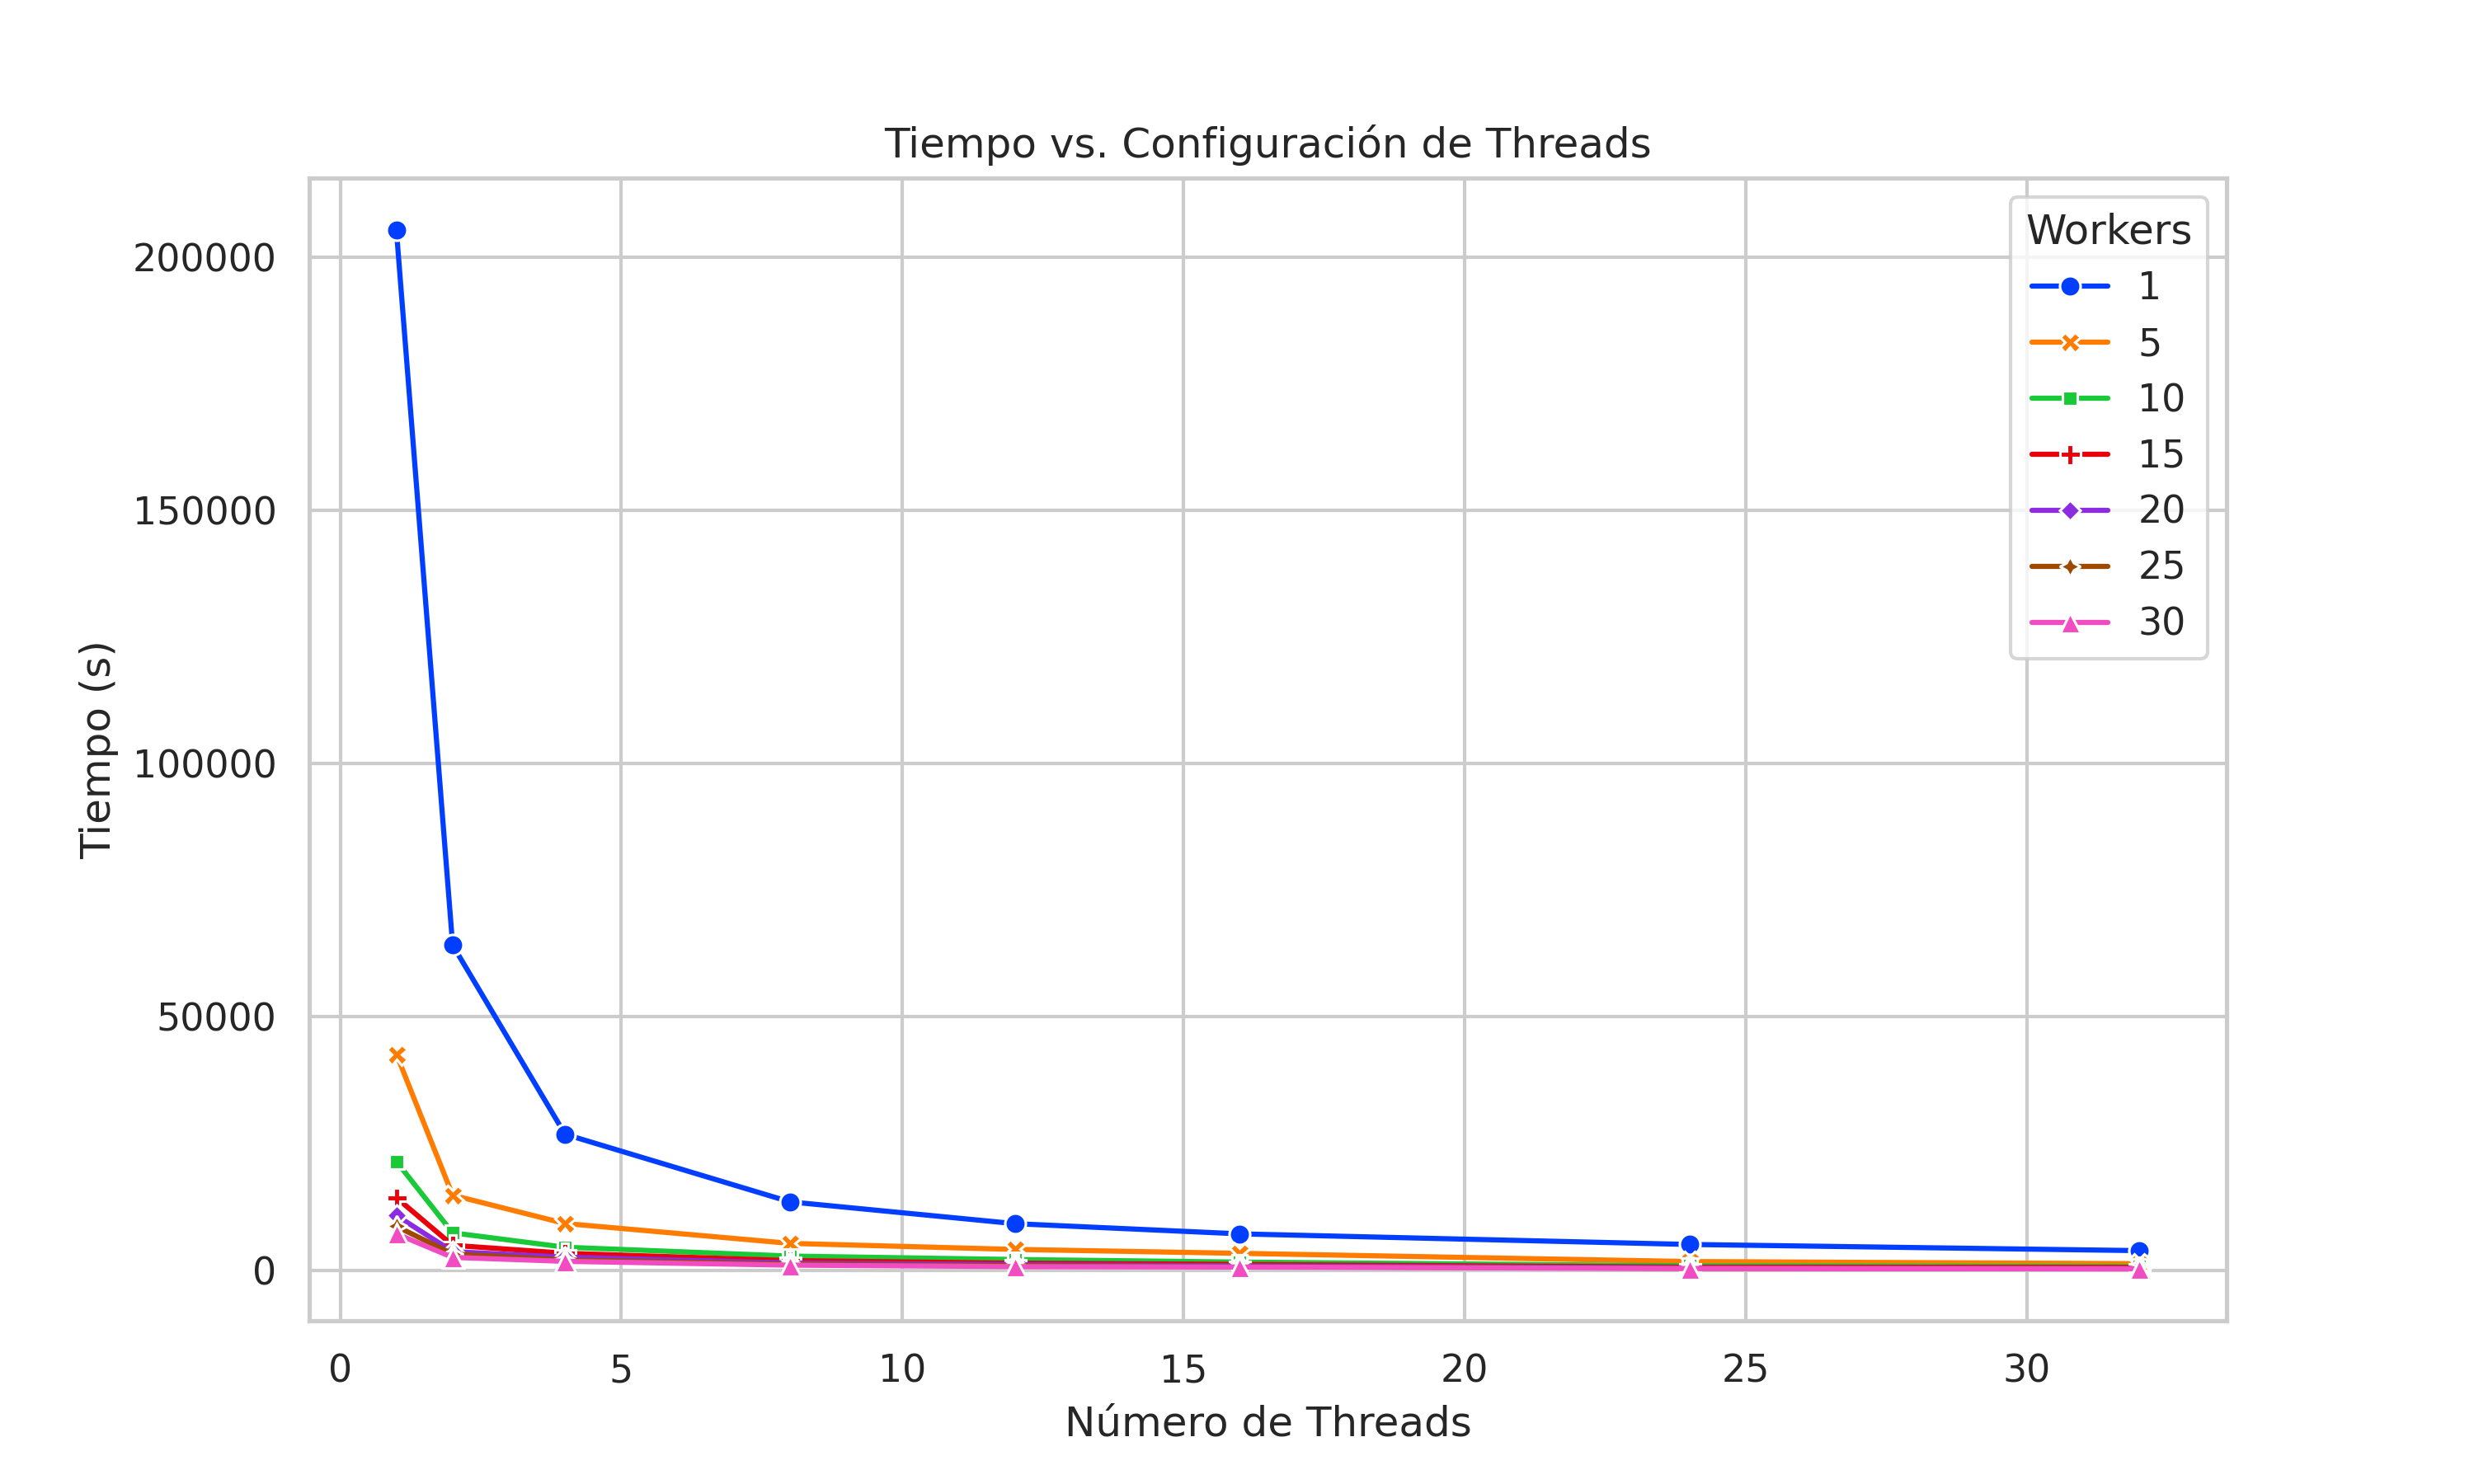 Tiempo vs. Configuración de Threads
Tiempo (s)
200000
150000
100000
50000
0
0 5 10 15 20 25 30
Número de Threads
Workers
1
5
10
15
20
25
30